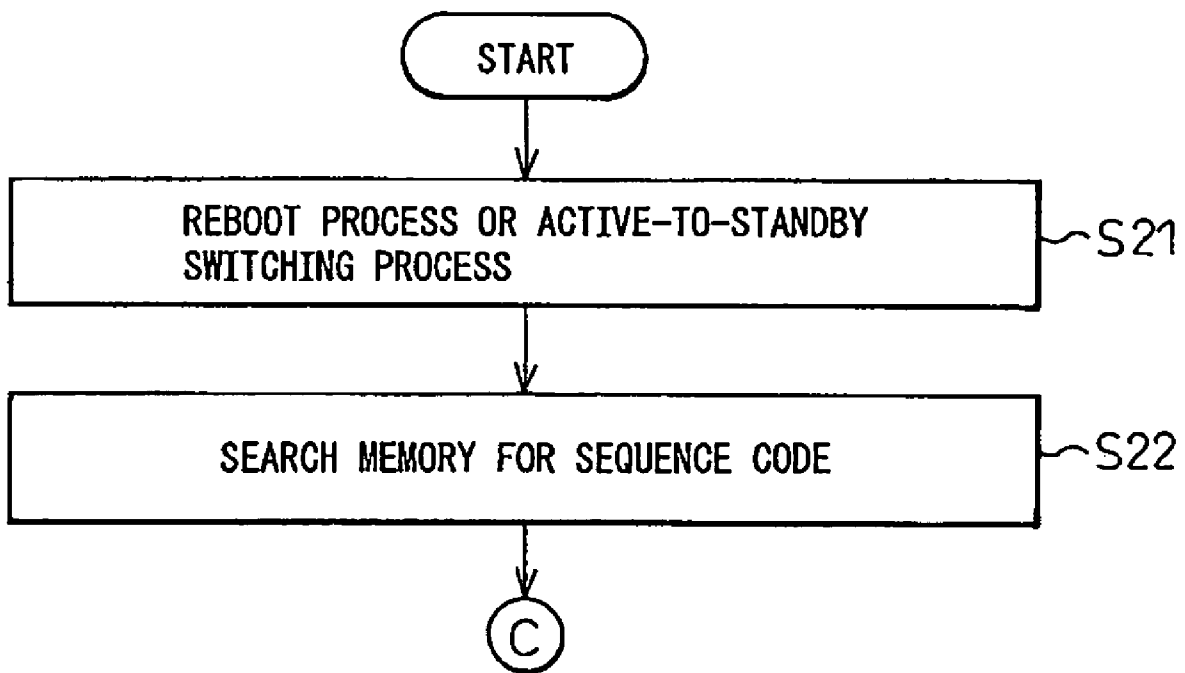 START
REBOOT PROCESS OR ACTIVE-TO-STANDBY
SWITCHING PROCESS
S21
SEARCH MEMORY FOR SEQUENCE CODE
S22
C